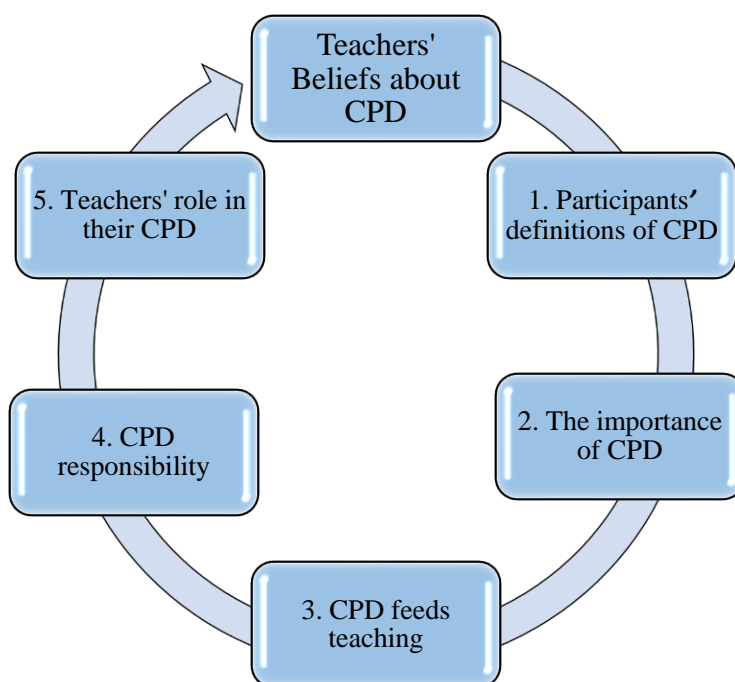 Teachers'
Beliefs about
CPD
1. Participants’
definitions of CPD
2. The importance
of CPD
3. CPD feeds
teaching
4. CPD
responsibility
5. Teachers' role in
their CPD